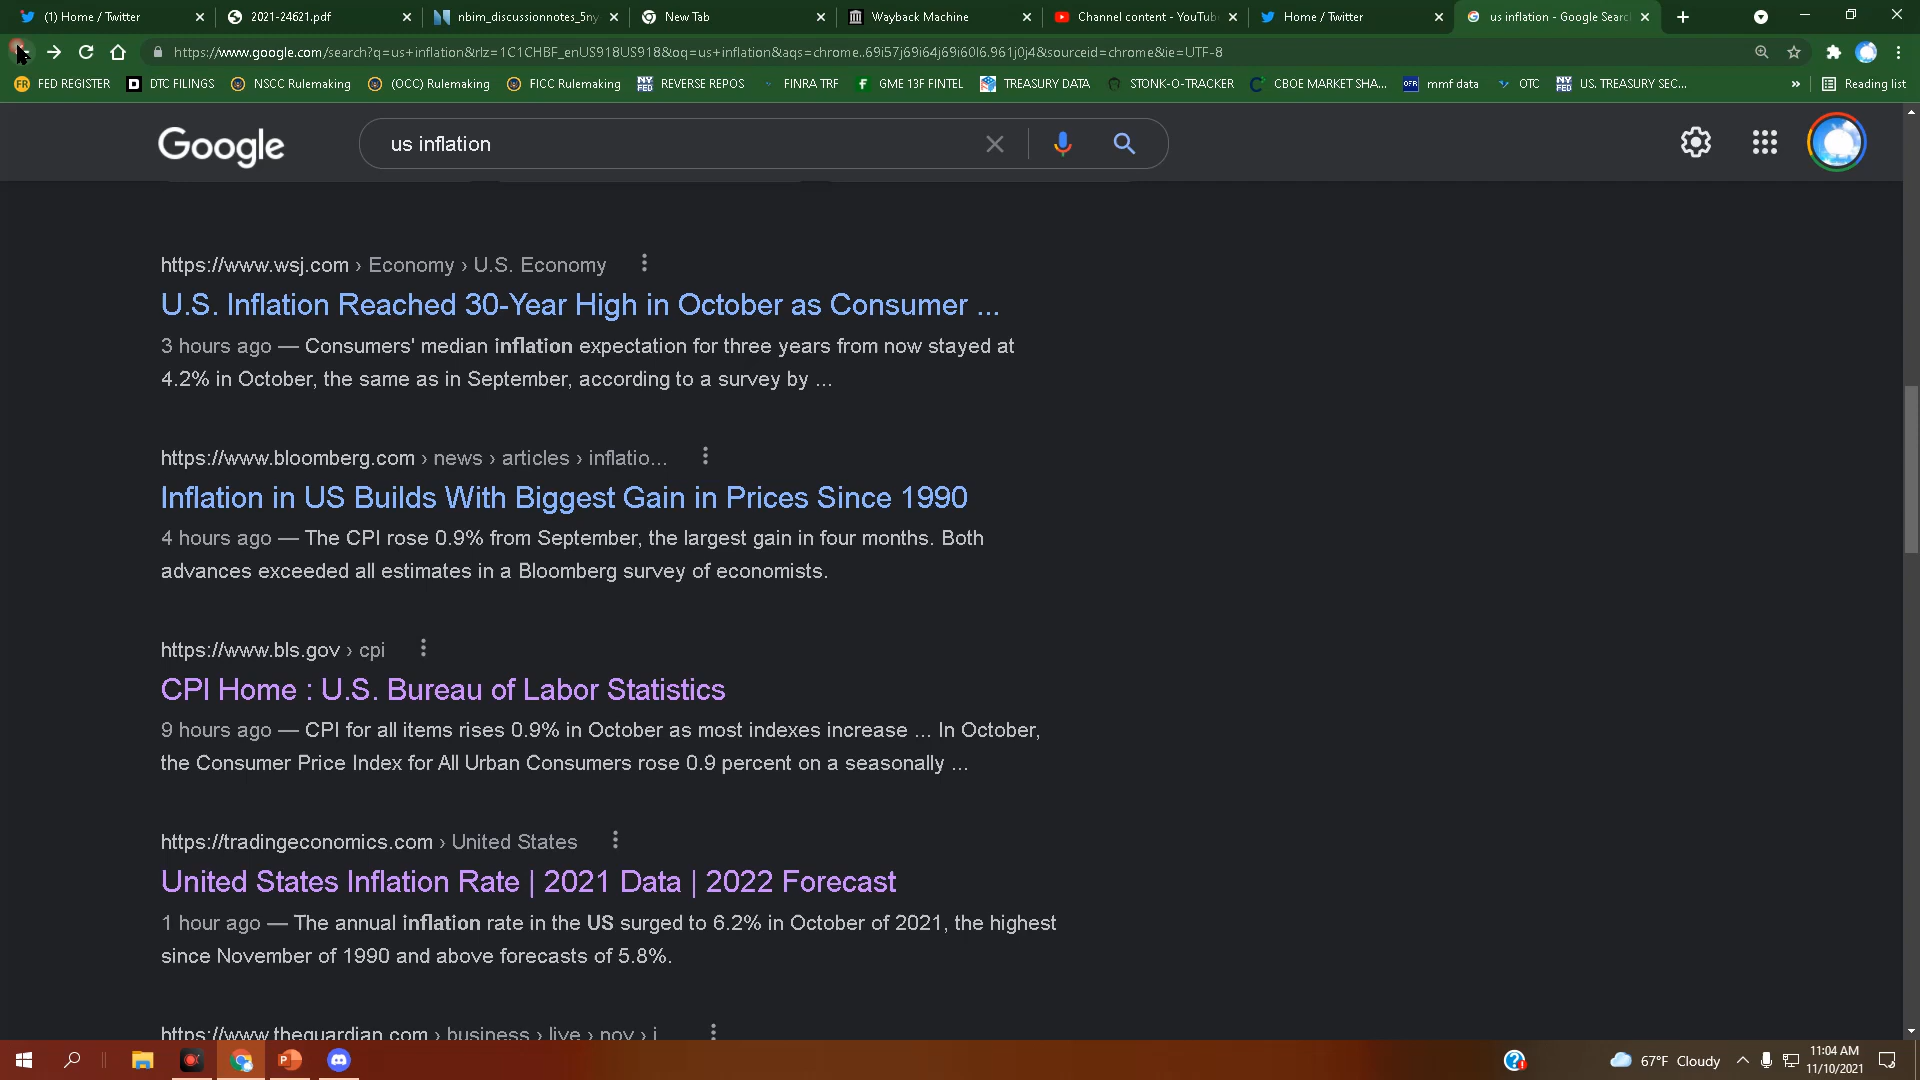 (1) Home / Twitter
2021-24621.pdf
nbim_discussionnotes_5ny
New Tab
Wayback Machine
Channel content - YouTub
Home / Twitter
us inflation - Google Searc
https://www.google.com/search?q=us+inflation&rlz=1C1CHBF_enUS918US918&oq=us+inflation&aqs=chrome..69i57j69i64j69i60l6.961j0j4&sourceid=chrome&ie=UTF-8
FED REGISTER
DTC FILINGS
NSCC Rulemaking
(OCC) Rulemaking
FICC Rulemaking
REVERSE REPOS
FINRA TRF
GME 13F FINTEL
TREASURY DATA
STONK-O-TRACKER
CBOE MARKET SHA...
mmf data
OTC
U.S. TREASURY SEC...
»
Reading list
Google
us inflation
https://www.wsj.com › Economy › U.S. Economy
U.S. Inflation Reached 30-Year High in October as Consumer ...
3 hours ago — Consumers' median inflation expectation for three years from now stayed at
4.2% in October, the same as in September, according to a survey by ...
https://www.bloomberg.com › news › articles › inflatio...
Inflation in US Builds With Biggest Gain in Prices Since 1990
4 hours ago — The CPI rose 0.9% from September, the largest gain in four months. Both
advances exceeded all estimates in a Bloomberg survey of economists.
https://www.bls.gov › cpi
CPI Home : U.S. Bureau of Labor Statistics
9 hours ago — CPI for all items rises 0.9% in October as most indexes increase ... In October,
the Consumer Price Index for All Urban Consumers rose 0.9 percent on a seasonally ...
https://tradingeconomics.com › United States
United States Inflation Rate | 2021 Data | 2022 Forecast
1 hour ago — The annual inflation rate in the US surged to 6.2% in October of 2021, the highest
since November of 1990 and above forecasts of 5.8%.
https://www.theguardian.com › business › live › nov › i
67°F Cloudy
11:04 AM
11/10/2021